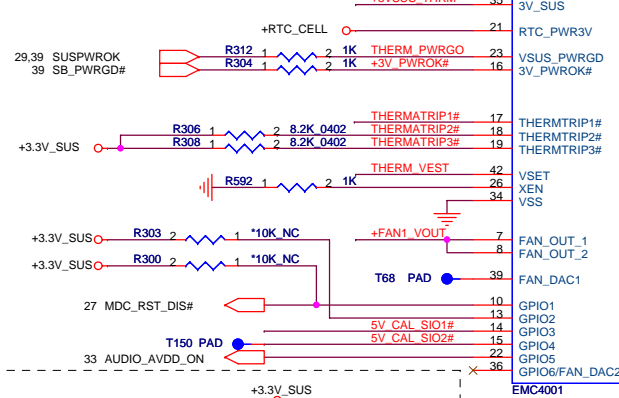 35 3V_SUS
+RTC_CELL 21 RTC_PWR3V
29,39 SUSPWROK R312 1 2 1K THERM_PWRGO 23 VSUS_PWRGD
39 SB_PWRGD# R304 1 2 1K +3V_PWROK# 16 3V_PWROK#
THERMATRIP1# 17 THERMTRIP1#
R306 1 2 8.2K_0402 THERMATRIP2# 18 THERMTRIP2#
+3.3V_SUS R308 1 2 8.2K_0402 THERMATRIP3# 19 THERMTRIP3#
THERM_VEST 42 VSET
R592 1 2 1K 26 XEN
34 VSS
+3.3V_SUS R303 2 1 *10K_NC +FAN1_VOUT 7 FAN_OUT_1
8 FAN_OUT_2
+3.3V_SUS R300 2 1 *10K_NC
T68 PAD 39 FAN_DAC1
27 MDC_RST_DIS# 10 GPIO1
13 GPIO2
5V_CAL_SIO1# 14 GPIO3
T150 PAD 5V_CAL_SIO2# 15 GPIO4
33 AUDIO_AVDD_ON 22 GPIO5
36 GPIO6/FAN_DAC2
+3.3V_SUS EMC4001